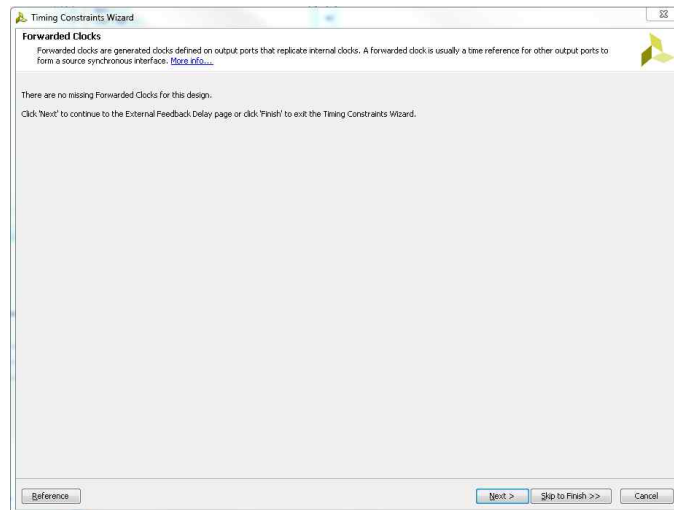 Timing Constraints Wizard
Forwarded Clocks
Forwarded clocks are generated clocks defined on output ports that replicate internal clocks. A forwarded clock is usually a time reference for other output ports to
form a source synchronous interface. More info...
There are no missing Forwarded Clocks for this design.
Click 'Next' to continue to the External Feedback Delay page or click 'Finish' to exit the Timing Constraints Wizard.
Reference
Next >
Skip to Finish >>
Cancel